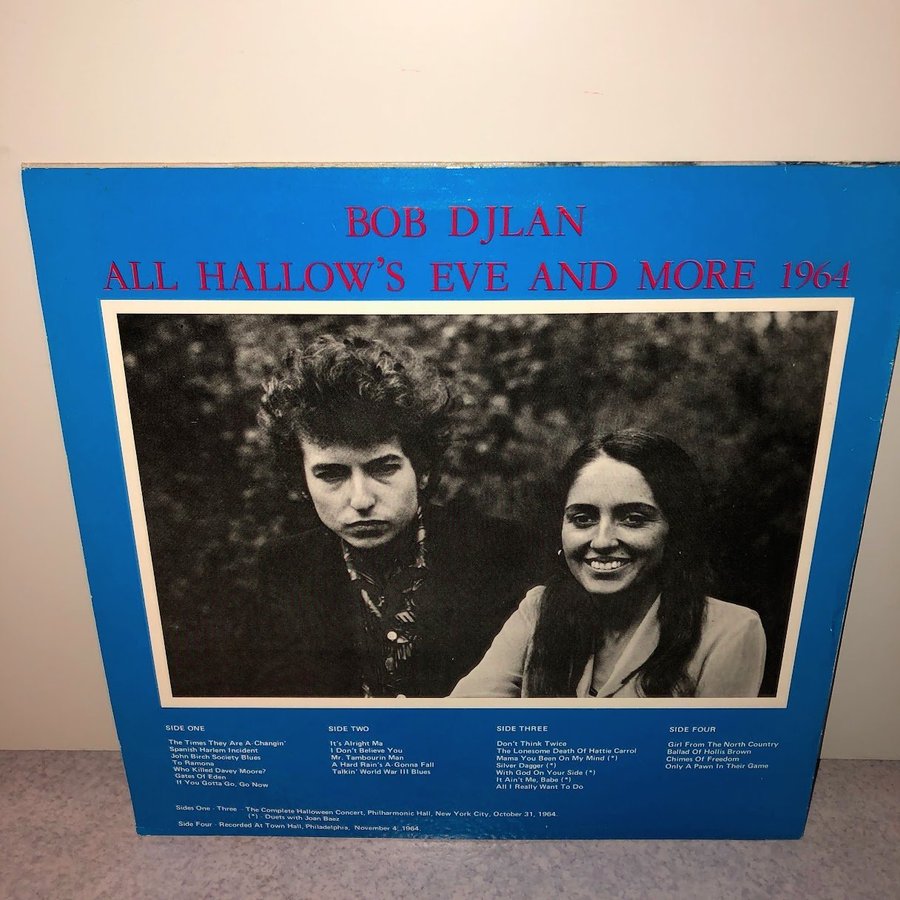 BOB DJLAN
ALL HALLOW'S EVE AND MORE 1964
SIDE ONE
The Times They Are A-Changin'
Spanish Harlem Incident
John Birch Society Blues
To Ramona
Who Killed Davey Moore?
Gates Of Eden
If You Gotta Go, Go Now
SIDE TWO
It's Alright Ma
I Don't Believe You
Mr. Tambourin Man
A Hard Rain's A-Gonna Fall
Talkin' World War III Blues
SIDE THREE
Don't Think Twice
The Lonesome Death Of Hattie Carrol
Mama You Been On My Mind (*)
Silver Dagger (*)
With God On Your Side (*)
It Ain't Me, Babe (*)
All I Really Want To Do
SIDE FOUR
Girl From The North Country
Ballad Of Hollis Brown
Chimes Of Freedom
Only A Pawn In Their Game
Sides One - Three - The Complete Halloween Concert, Philharmonic Hall, New York City, October 31, 1964.
(*) - Duets with Joan Baez
Side Four - Recorded At Town Hall, Philadelphia, November 4, 1964.